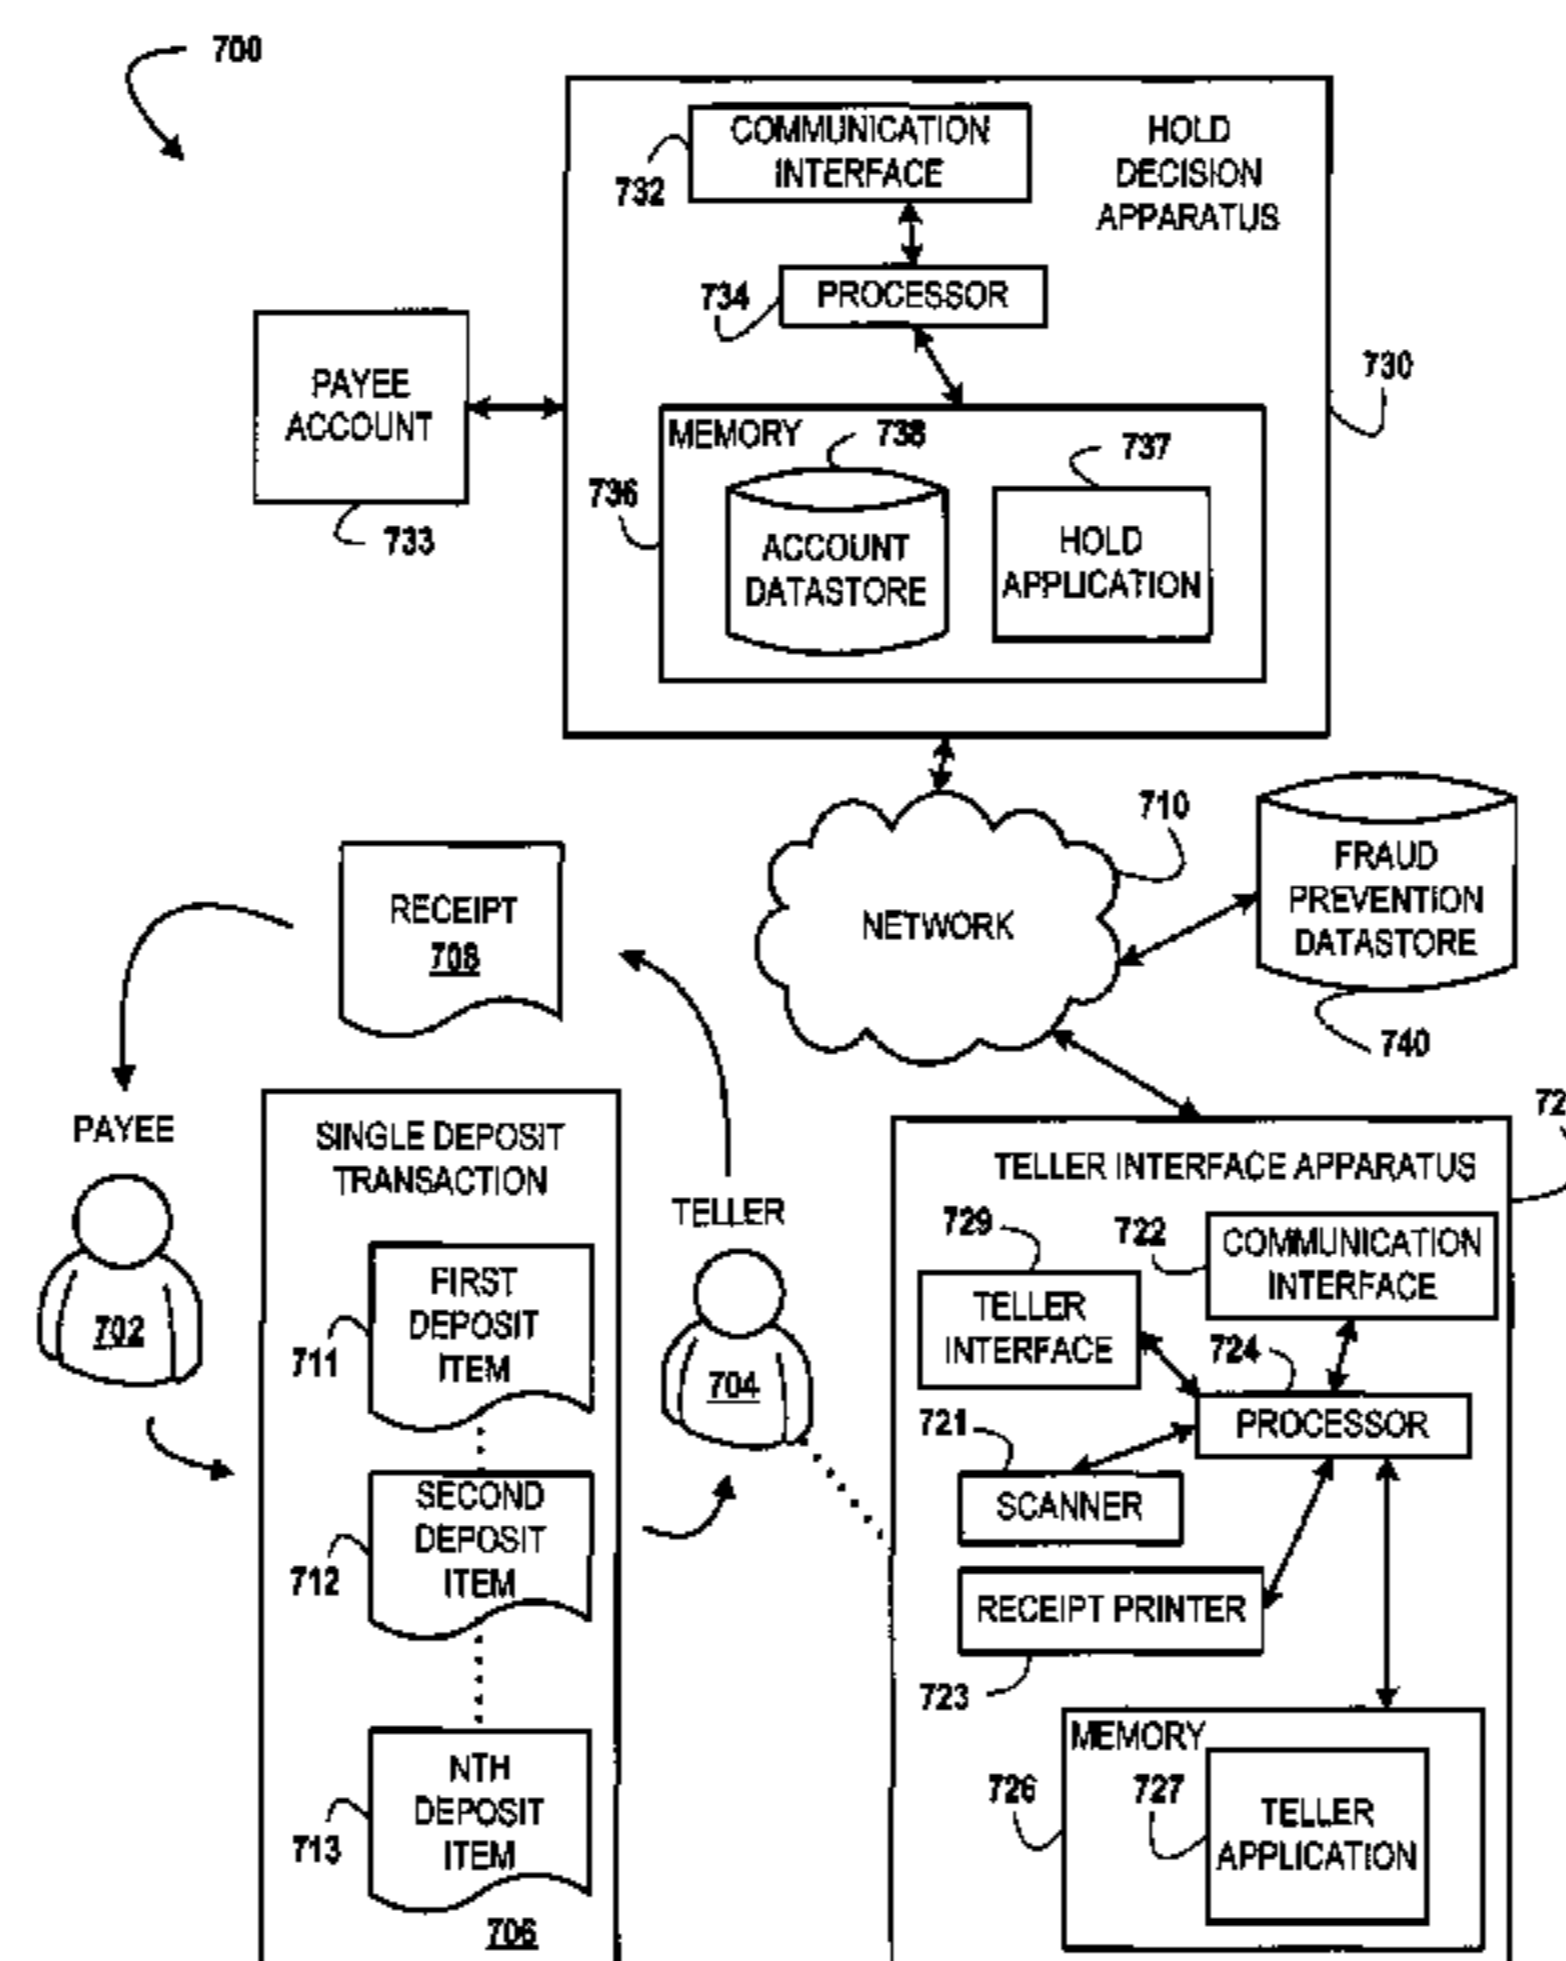 700
COMMUNICATION
INTERFACE
732
HOLD
DECISION
APPARATUS
734
PROCESSOR
730
PAYEE
ACCOUNT
733
MEMORY
738
737
736
ACCOUNT
DATASTORE
HOLD
APPLICATION
710
NETWORK
FRAUD
PREVENTION
DATASTORE
740
RECEIPT
708
PAYEE
702
SINGLE DEPOSIT
TRANSACTION
FIRST
DEPOSIT
ITEM
711
SECOND
DEPOSIT
ITEM
712
NTH
DEPOSIT
ITEM
713
706
TELLER
704
TELLER INTERFACE APPARATUS
729
722
COMMUNICATION
INTERFACE
TELLER
INTERFACE
724
PROCESSOR
721
SCANNER
RECEIPT PRINTER
723
MEMORY
726
727
TELLER
APPLICATION